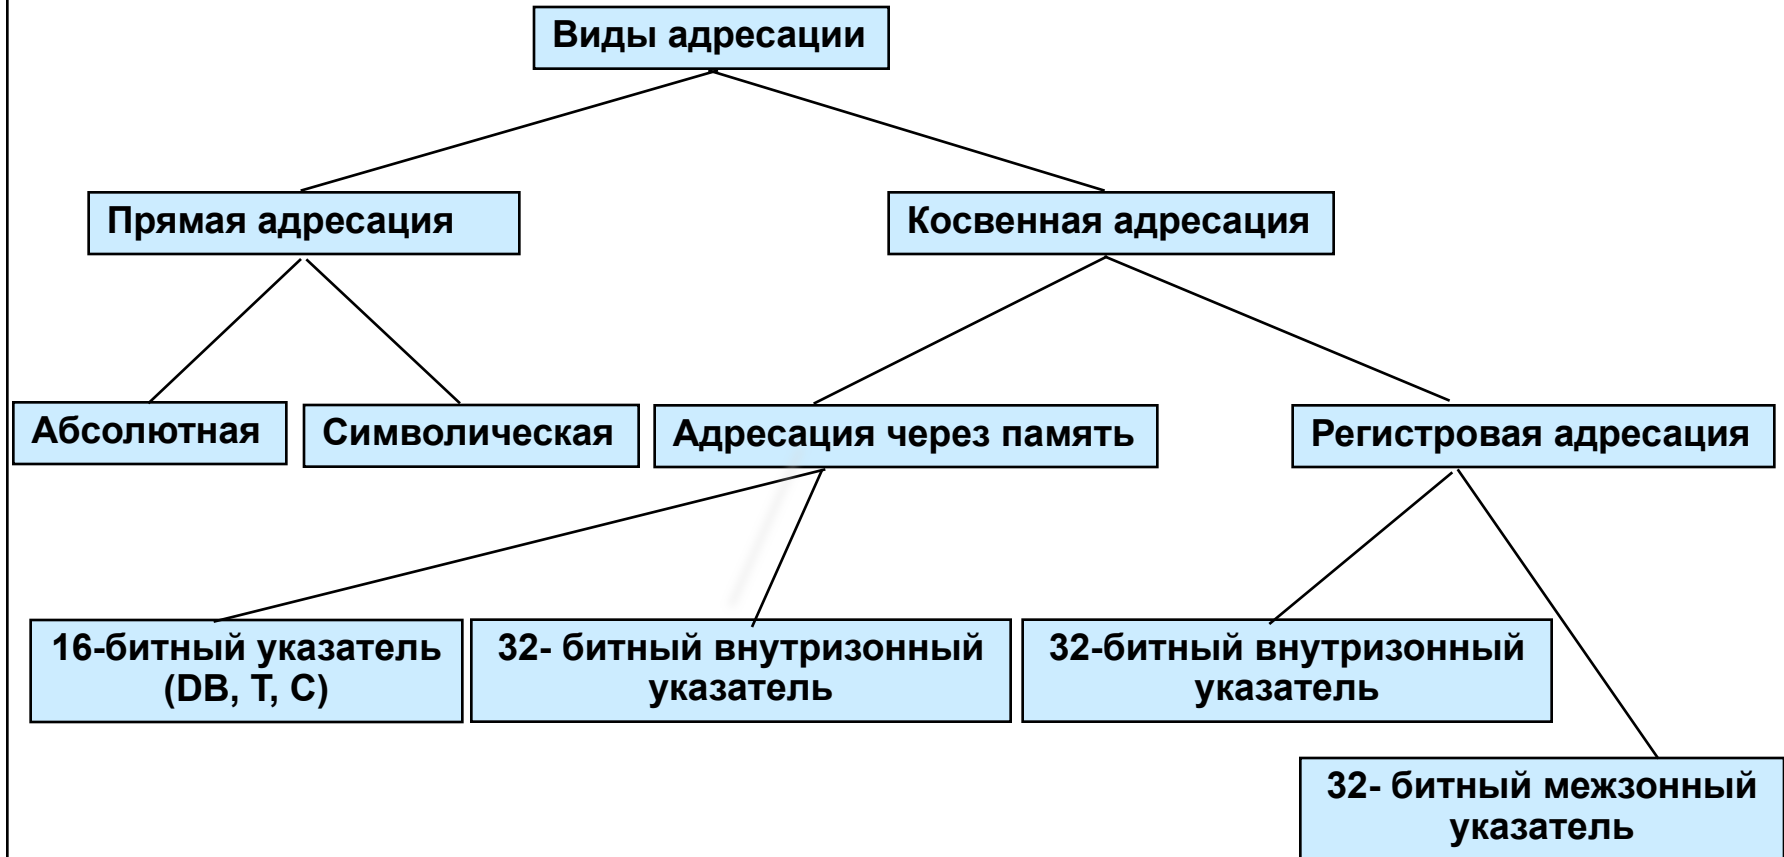 Виды адресации
Прямая адресация
Косвенная адресация
Абсолютная
Символическая
Адресация через память
Регистровая адресация
16-битный указатель
(DB, T, C)
32- битный внутризонный
указатель
32-битный внутризонный
указатель
32- битный межзонный
указатель